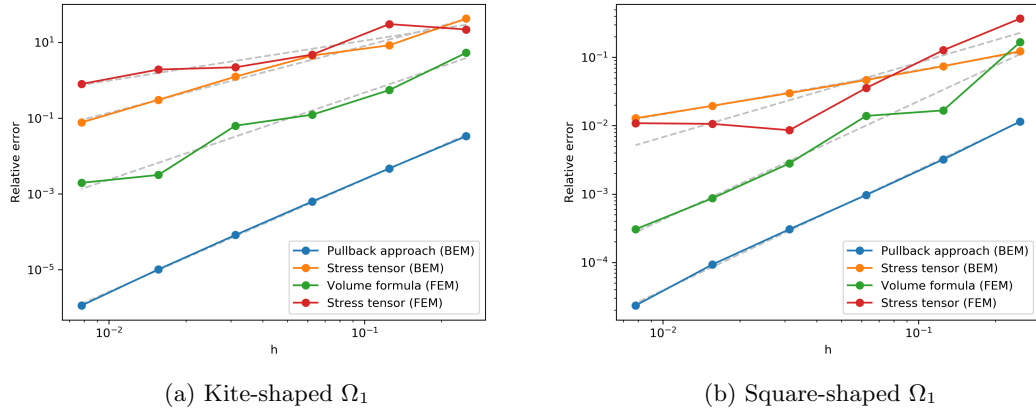 Relative error
10^1
10^-1
10^-3
10^-5
10^-2
10^-1
h
Pullback approach (BEM)
Stress tensor (BEM)
Volume formula (FEM)
Stress tensor (FEM)
(a) Kite-shaped Ω₁
Relative error
10^-1
10^-2
10^-3
10^-4
10^-2
10^-1
h
Pullback approach (BEM)
Stress tensor (BEM)
Volume formula (FEM)
Stress tensor (FEM)
(b) Square-shaped Ω₁